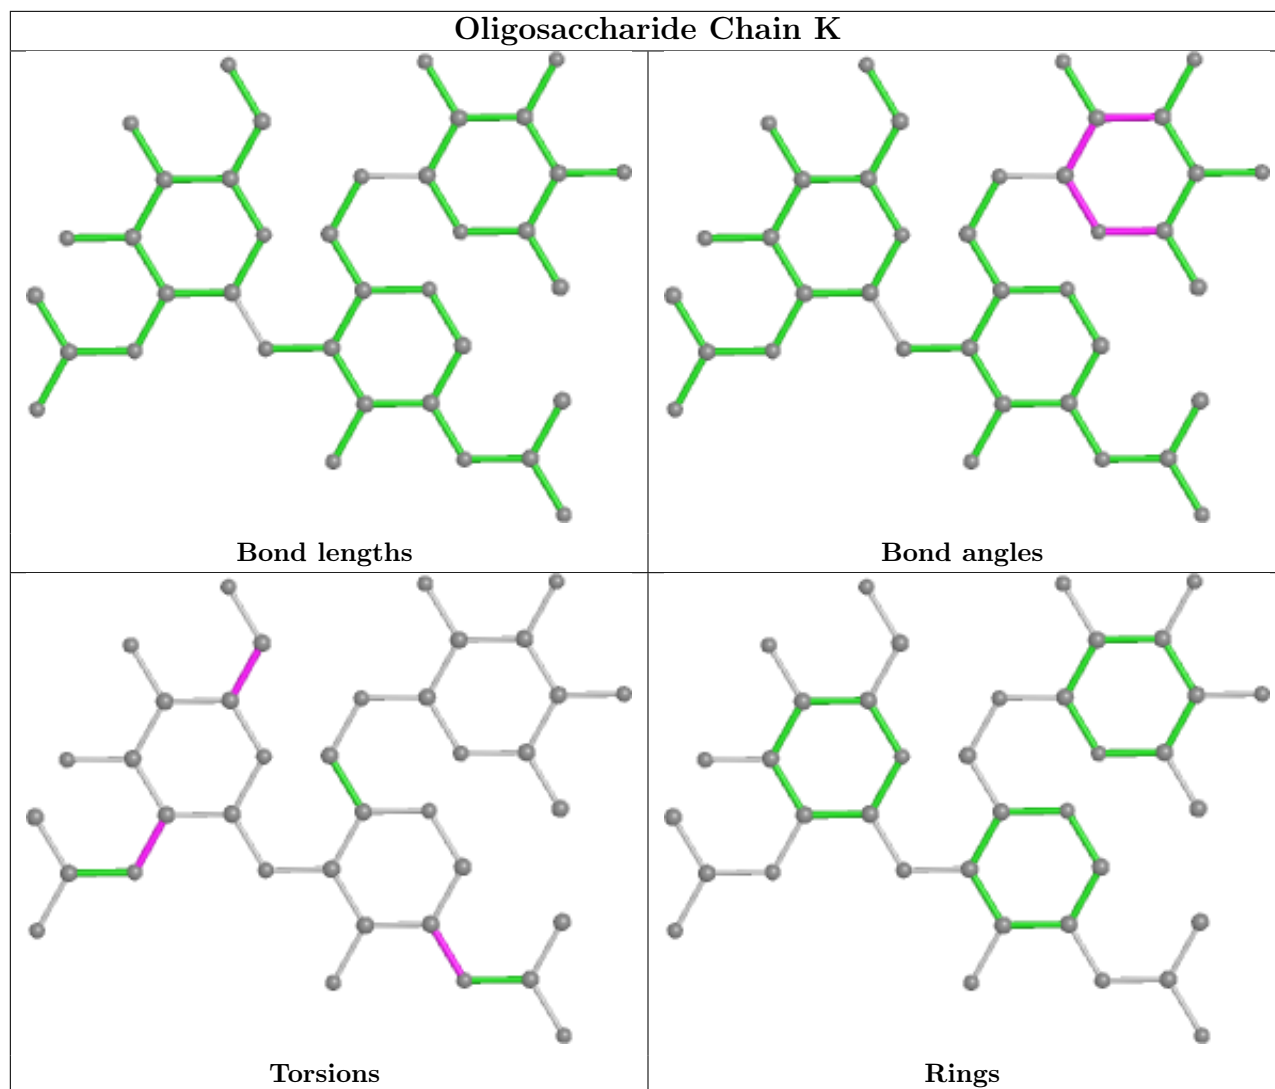 Oligosaccharide Chain K
Bond lengths
Bond angles
Torsions
Rings